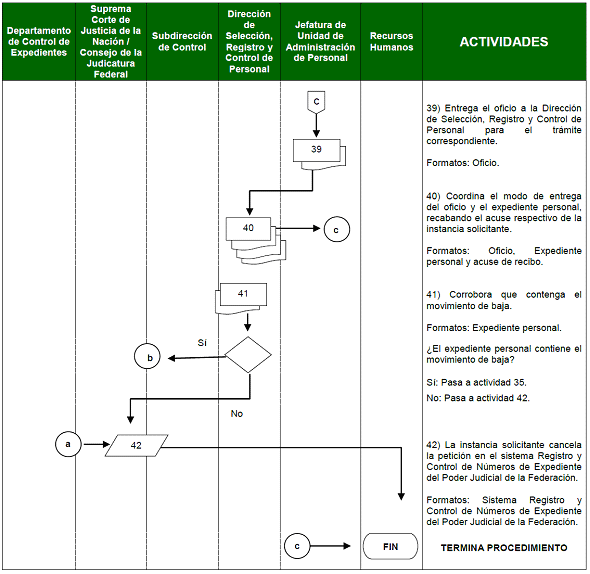 Departamento
de Control de
Expedientes
Suprema
Corte de
Justicia de la
Nación /
Consejo de la
Judicatura
Federal
Subdirección
de Control
Dirección
de
Selección,
Registro y
Control de
Personal
Jefatura de
Unidad de
Administración
de Personal
Recursos
Humanos
ACTIVIDADES
C
39
40
c
41
Sí
b
No
a
42
c
FIN
39) Entrega el oficio a la Dirección
de Selección, Registro y Control de
Personal para el trámite
correspondiente.
Formatos: Oficio.
40) Coordina el modo de entrega
del oficio y el expediente personal,
recabando el acuse respectivo de la
instancia solicitante.
Formatos: Oficio, Expediente
personal y acuse de recibo.
41) Corrobora que contenga el
movimiento de baja.
Formatos: Expediente personal.
¿El expediente personal contiene el
movimiento de baja?
Sí: Pasa a actividad 35.
No: Pasa a actividad 42.
42) La instancia solicitante cancela
la petición en el sistema Registro y
Control de Números de Expediente
del Poder Judicial de la Federación.
Formatos: Sistema Registro y
Control de Números de Expediente
del Poder Judicial de la Federación.
TERMINA PROCEDIMIENTO